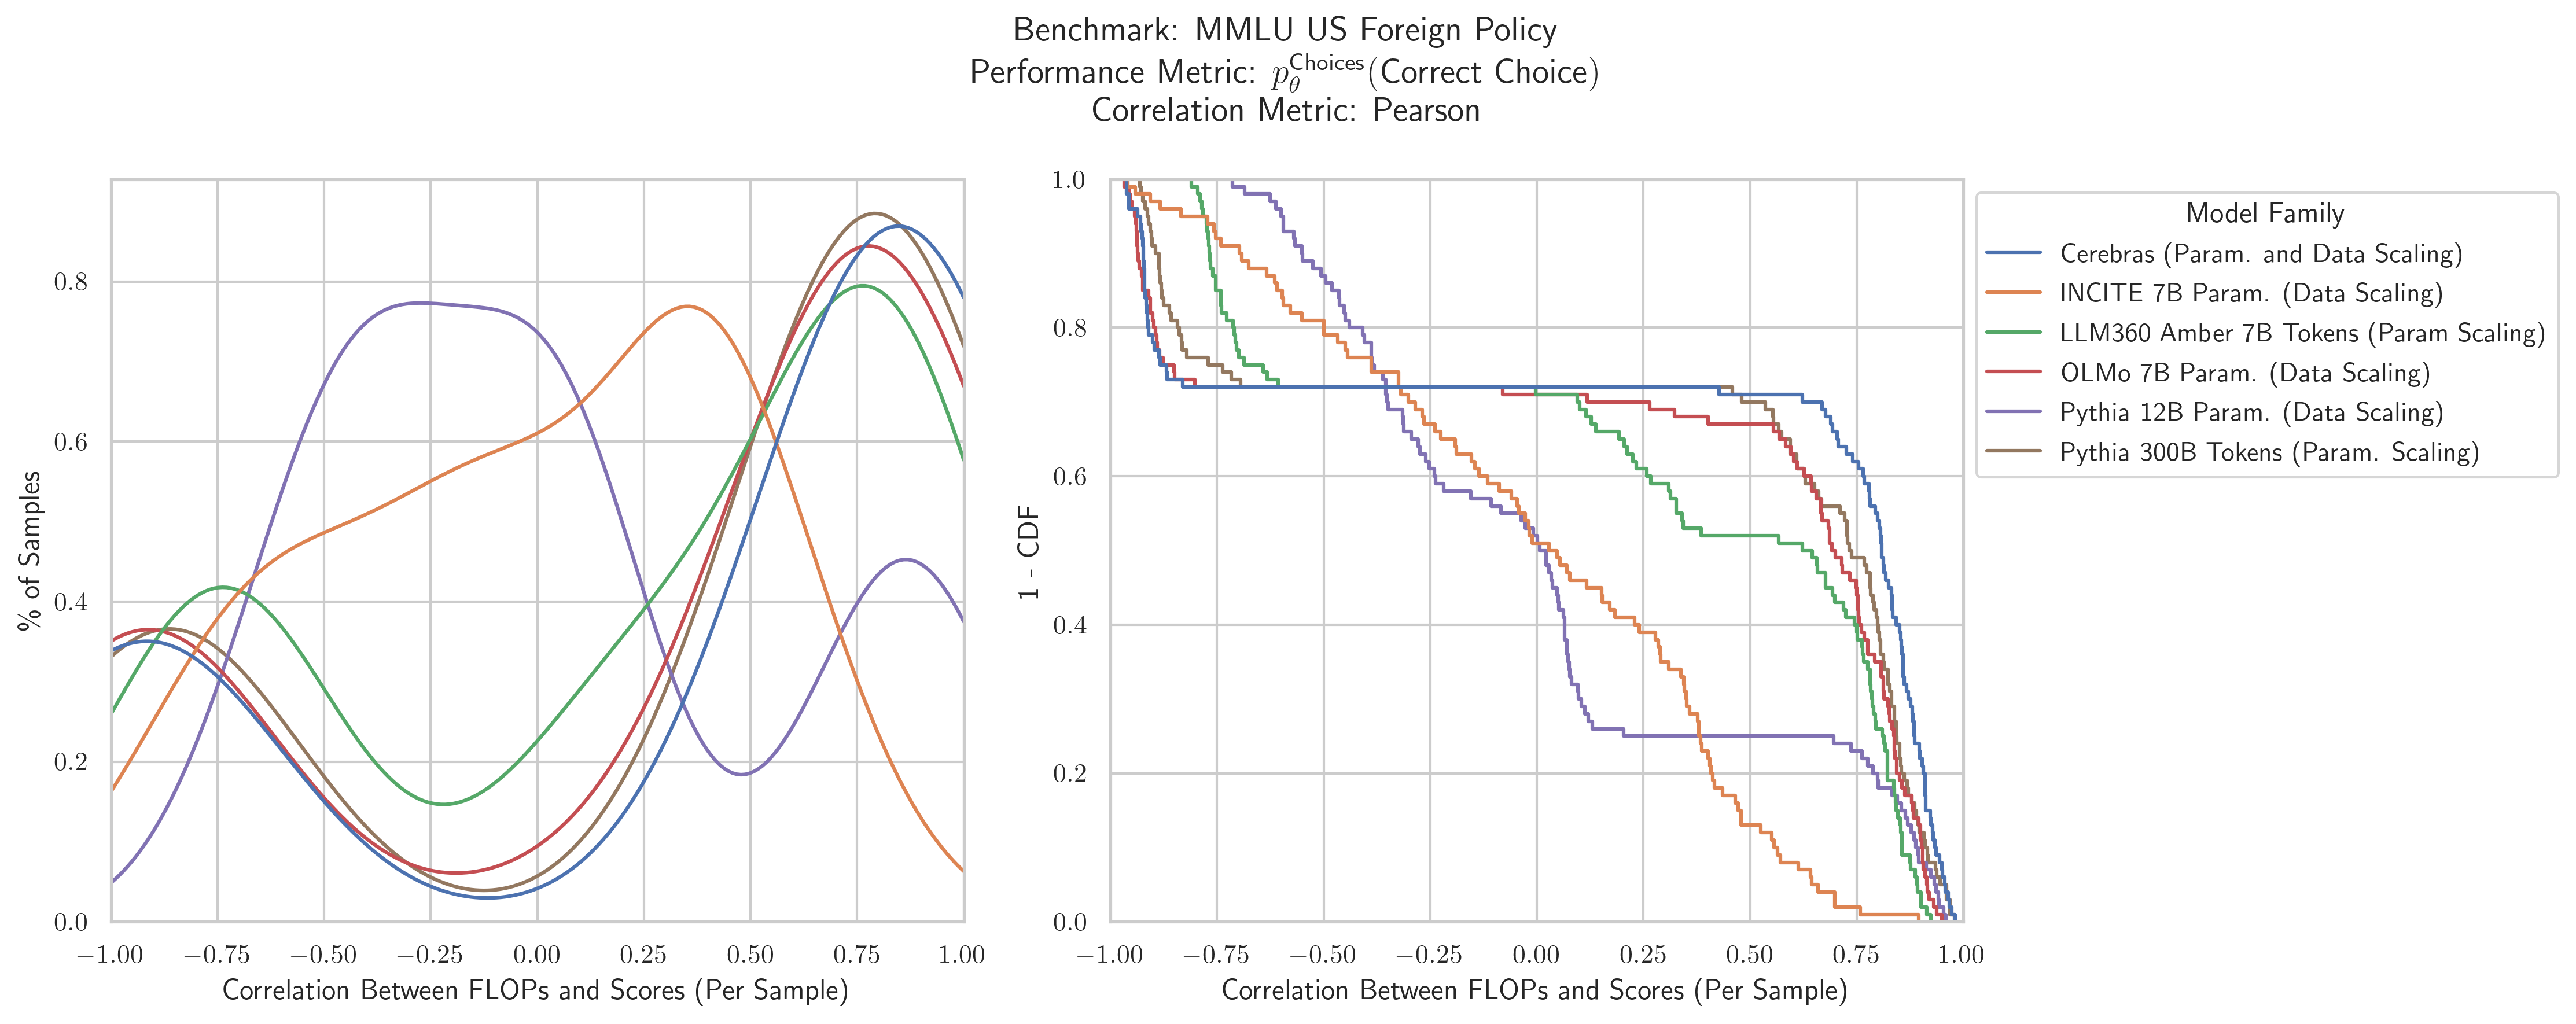 Benchmark: MMLU US Foreign Policy
Performance Metric: $p_\theta^{\text{Choices}}$(Correct Choice)
Correlation Metric: Pearson
% of Samples
0.0
0.2
0.4
0.6
0.8
−1.00
−0.75
−0.50
−0.25
0.00
0.25
0.50
0.75
1.00
Correlation Between FLOPs and Scores (Per Sample)
1 - CDF
0.0
0.2
0.4
0.6
0.8
1.0
−1.00
−0.75
−0.50
−0.25
0.00
0.25
0.50
0.75
1.00
Correlation Between FLOPs and Scores (Per Sample)
Model Family
Cerebras (Param. and Data Scaling)
INCITE 7B Param. (Data Scaling)
LLM360 Amber 7B Tokens (Param Scaling)
OLMo 7B Param. (Data Scaling)
Pythia 12B Param. (Data Scaling)
Pythia 300B Tokens (Param. Scaling)